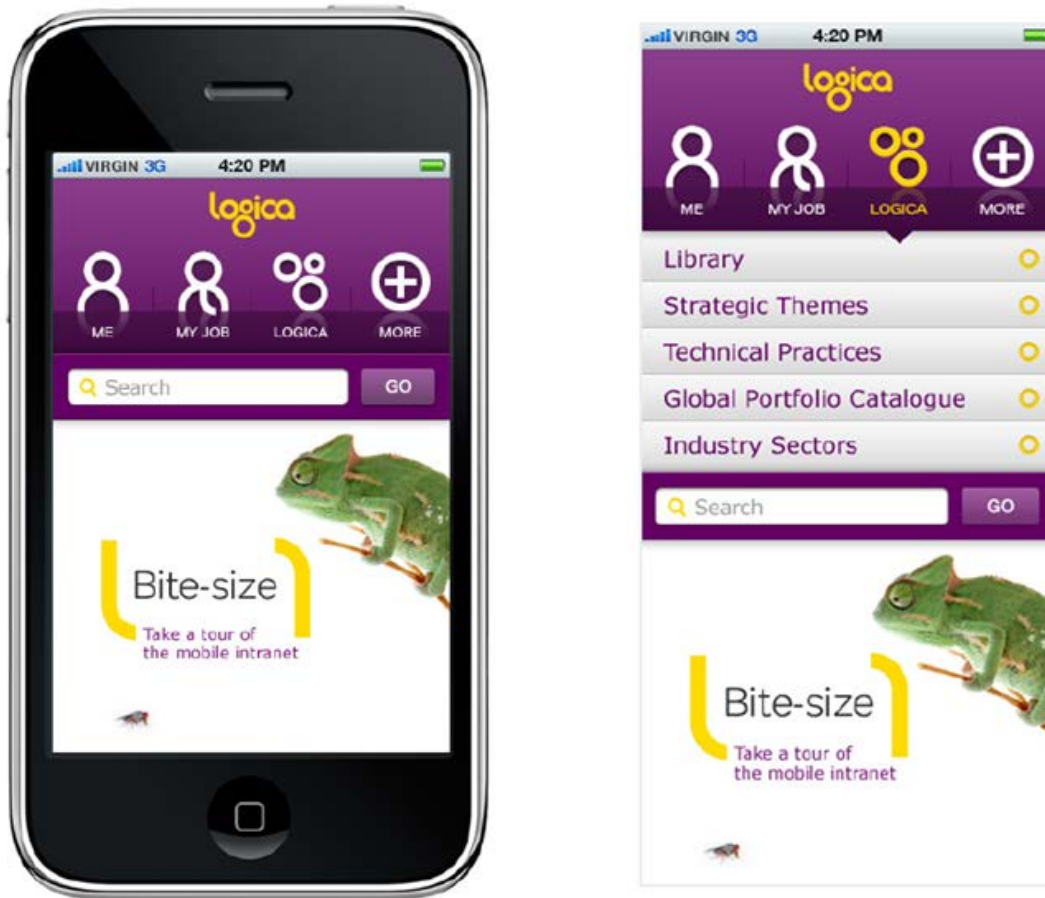 VIRGIN 3G 4:20 PM
logica
ME MY JOB LOGICA MORE
Search GO
Bite-size
Take a tour of
the mobile intranet
VIRGIN 3G 4:20 PM
logica
ME MY JOB LOGICA MORE
Library
Strategic Themes
Technical Practices
Global Portfolio Catalogue
Industry Sectors
Search GO
Bite-size
Take a tour of
the mobile intranet